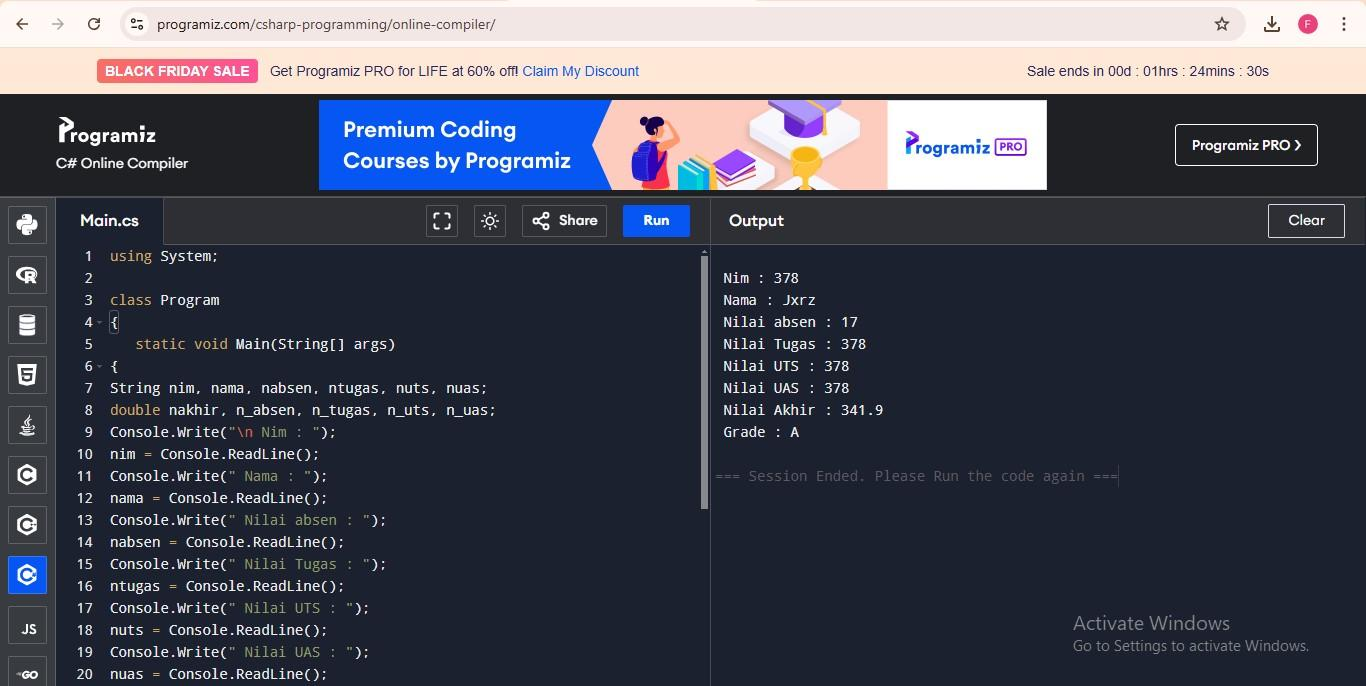 programiz.com/csharp-programming/online-compiler/
F
BLACK FRIDAY SALE Get Programiz PRO for LIFE at 60% off! Claim My Discount
Sale ends in 00d : 01hrs : 24mins : 30s
Programiz
C# Online Compiler
Premium Coding
Courses by Programiz
Programiz PRO
Programiz PRO
Main.cs
Share
Run
Output
Clear
1 using System;
2
3 class Program
4 {
5 static void Main(String[] args)
6 {
7 String nim, nama, nabsen, ntugas, nuts, nuas;
8 double nakhir, n_absen, n_tugas, n_uts, n_uas;
9 Console.Write("\n Nim : ");
10 nim = Console.ReadLine();
11 Console.Write(" Nama : ");
12 nama = Console.ReadLine();
13 Console.Write(" Nilai absen : ");
14 nabsen = Console.ReadLine();
15 Console.Write(" Nilai Tugas : ");
16 ntugas = Console.ReadLine();
17 Console.Write(" Nilai UTS : ");
18 nuts = Console.ReadLine();
19 Console.Write(" Nilai UAS : ");
20 nuas = Console.ReadLine();
Nim : 378
Nama : Jxrz
Nilai absen : 17
Nilai Tugas : 378
Nilai UTS : 378
Nilai UAS : 378
Nilai Akhir : 341.9
Grade : A
=== Session Ended. Please Run the code again ===
JS
GO
Activate Windows
Go to Settings to activate Windows.